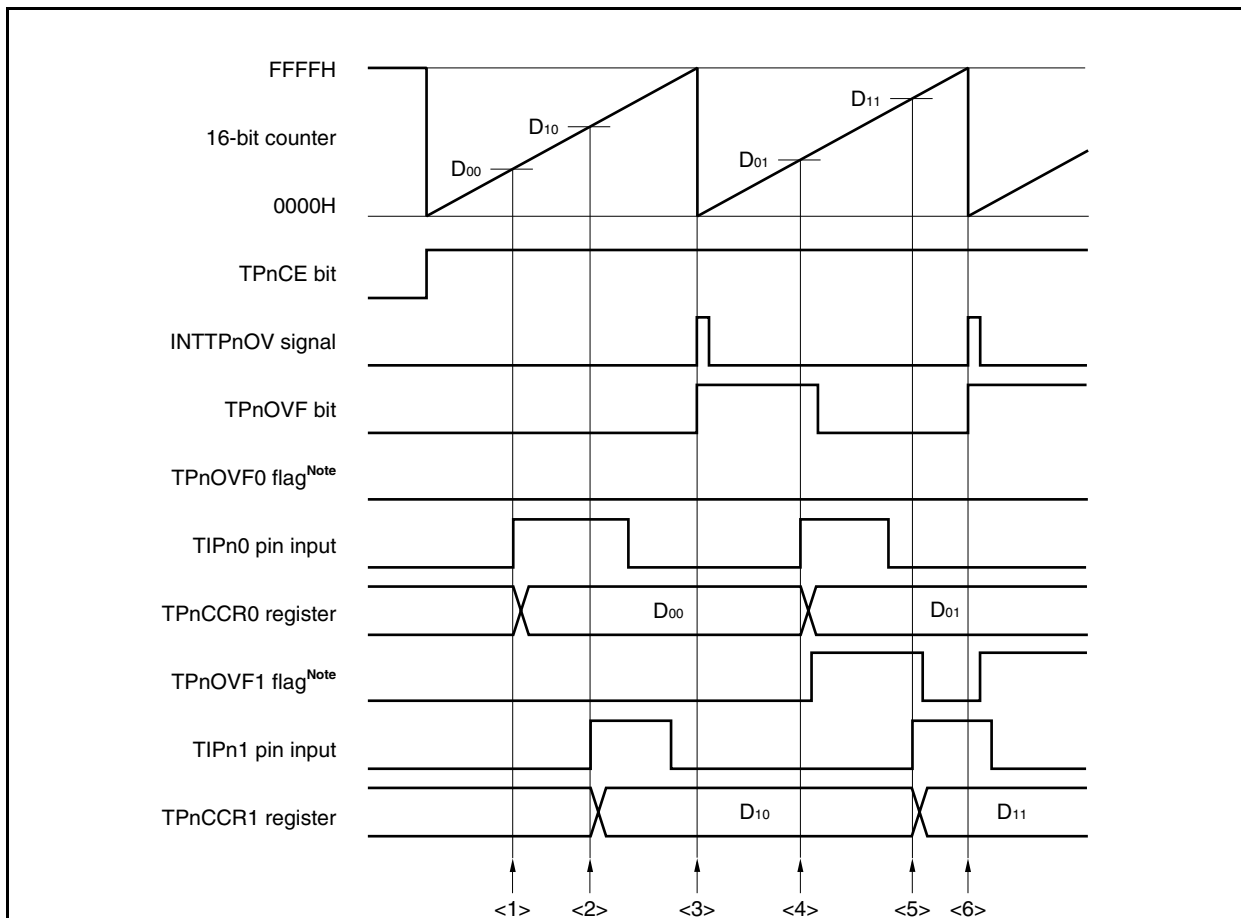 FFFFH
D11
D10
16-bit counter
D00
D01
0000H
TPnCE bit
INTTPnOV signal
TPnOVF bit
TPnOVF0 flagNote
TIPn0 pin input
TPnCCR0 register
D00
D01
TPnOVF1 flagNote
TIPn1 pin input
TPnCCR1 register
D10
D11
<1> <2> <3> <4> <5> <6>